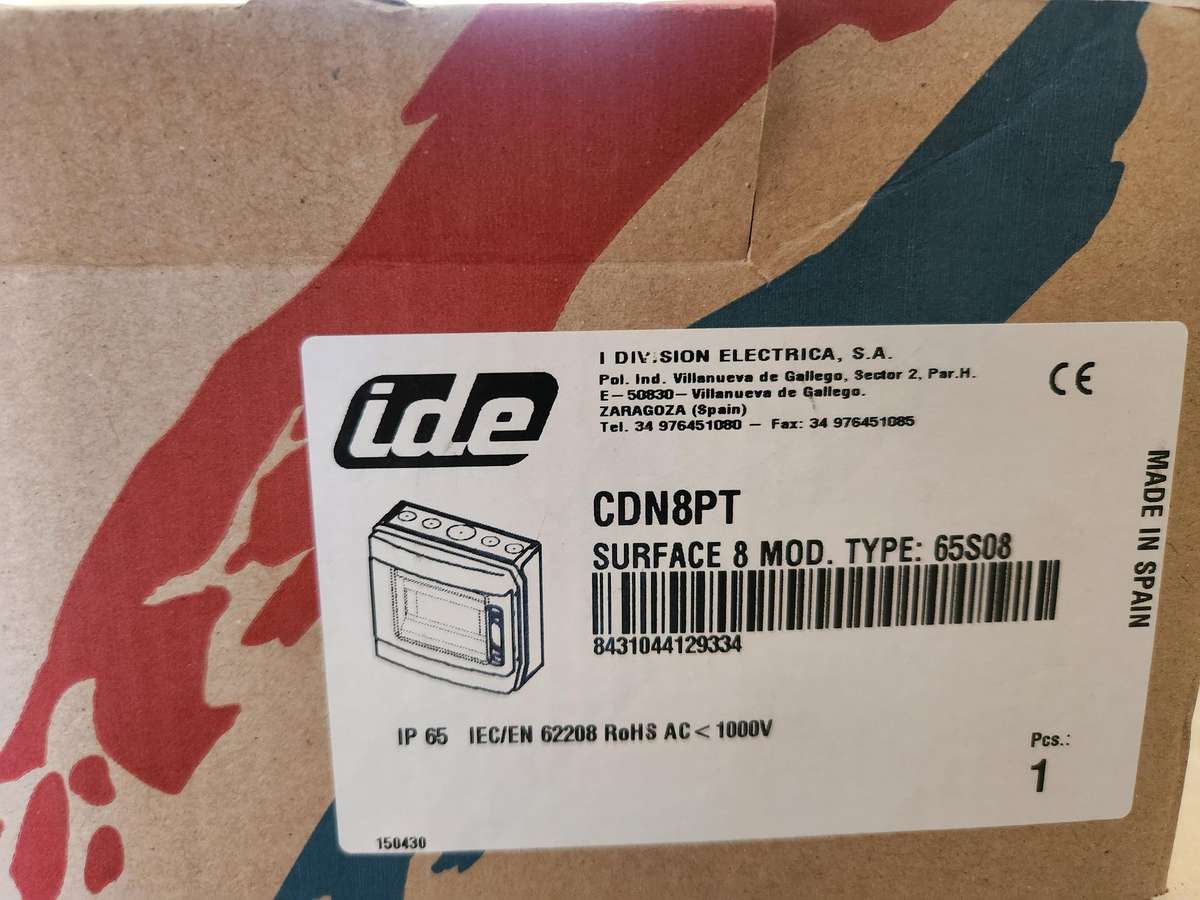 ide
I DIVISION ELECTRICA, S.A.
Pol. Ind. Villanueva de Gallego, Sector 2, Par.H.
E-50830- Villanueva de Gallego.
ZARAGOZA (Spain)
Tel. 34 976451080 - Fax: 34 976451085
CE
MADE IN SPAIN
CDN8PT
SURFACE 8 MOD. TYPE: 65S08
8431044129334
IP 65 IEC/EN 62208 RoHS AC < 1000V
Pcs.:
1
150430